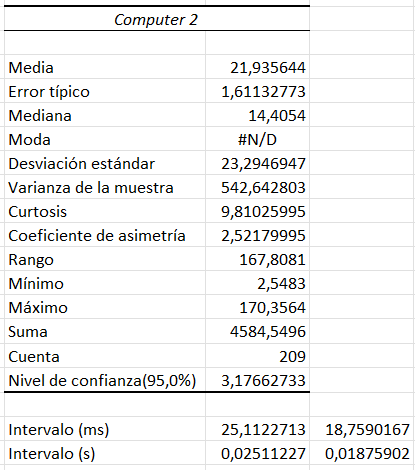 Computer 2
Media 21,935644
Error típico 1,61132773
Mediana 14,4054
Moda #N/D
Desviación estándar 23,2946947
Varianza de la muestra 542,642803
Curtosis 9,81025995
Coeficiente de asimetría 2,52179995
Rango 167,8081
Mínimo 2,5483
Máximo 170,3564
Suma 4584,5496
Cuenta 209
Nivel de confianza(95,0%) 3,17662733
Intervalo (ms) 25,1122713 18,7590167
Intervalo (s) 0,02511227 0,01875902